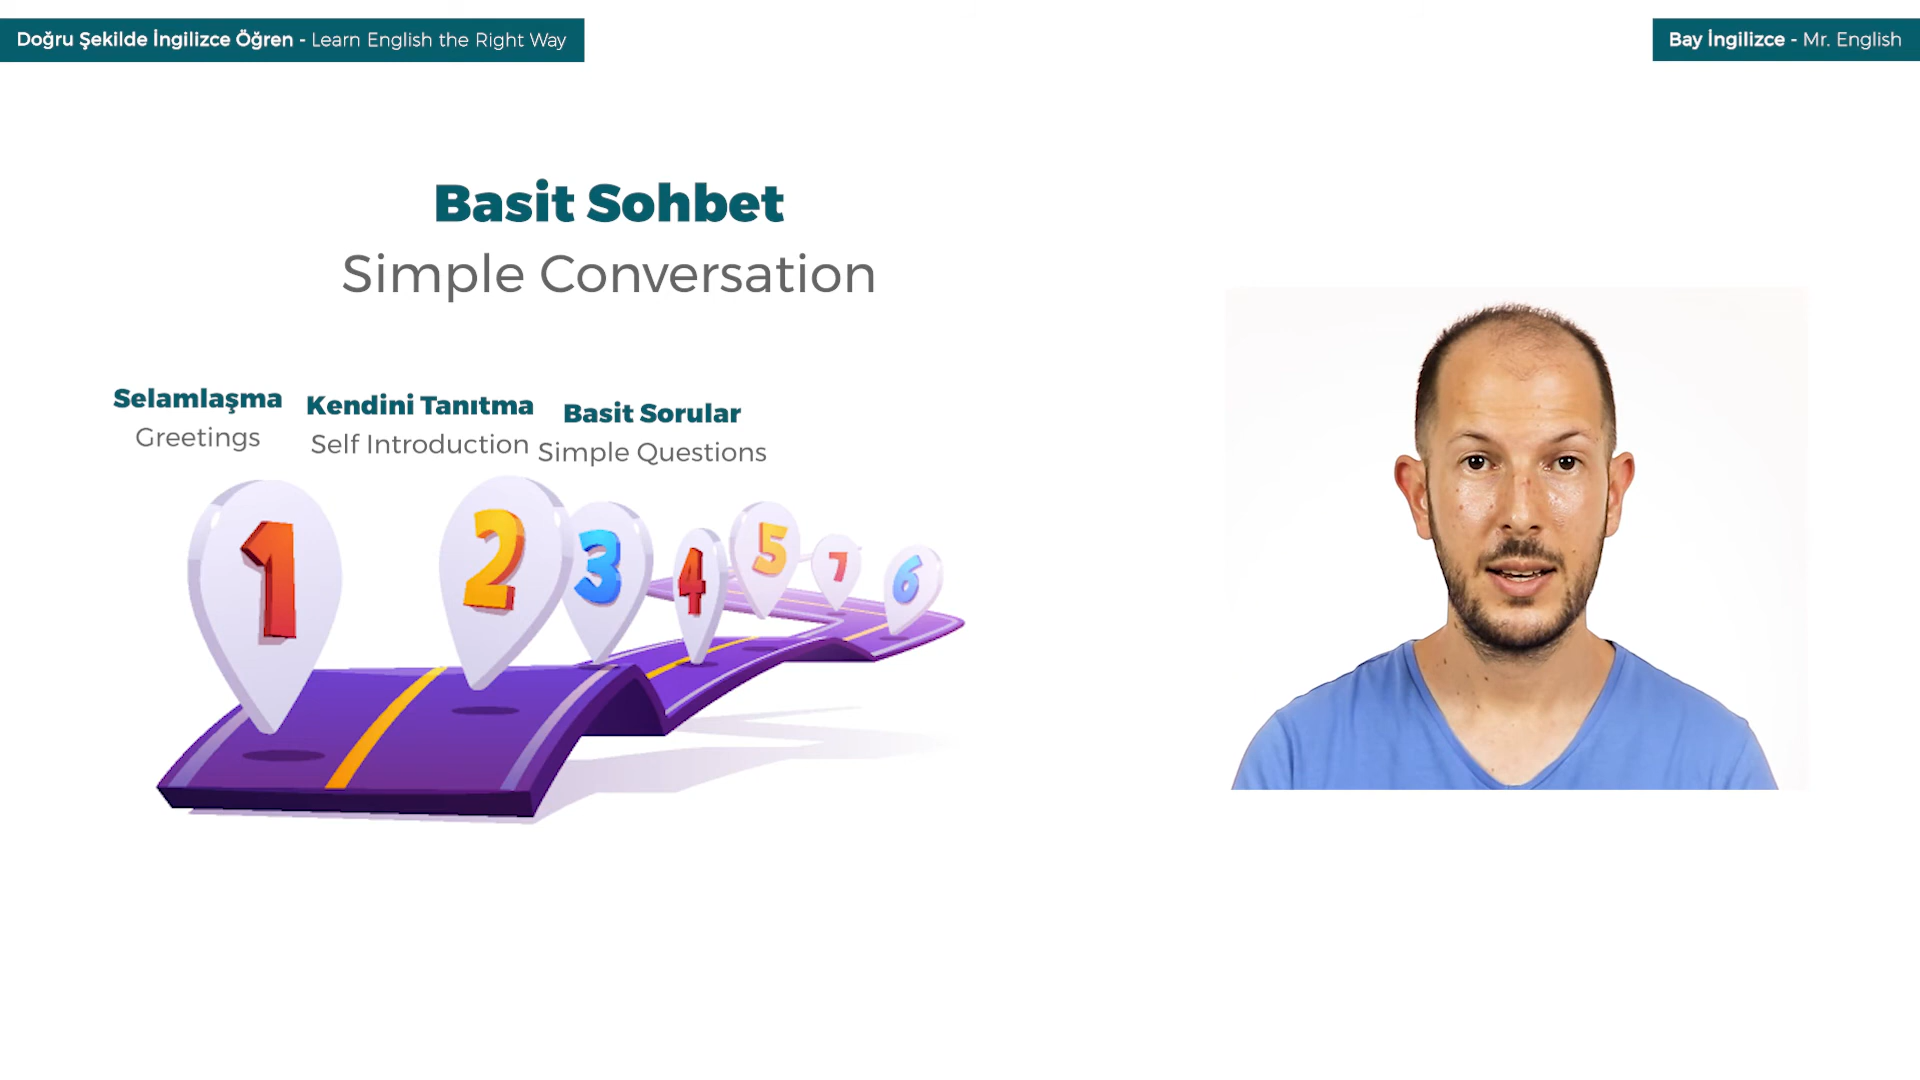 Doğru Şekilde İngilizce Öğren - Learn English the Right Way
Bay İngilizce - Mr. English
Basit Sohbet
Simple Conversation
Selamlaşma
Greetings
Kendini Tanıtma
Self Introduction
Basit Sorular
Simple Questions
1
2
3
4
5
7
6